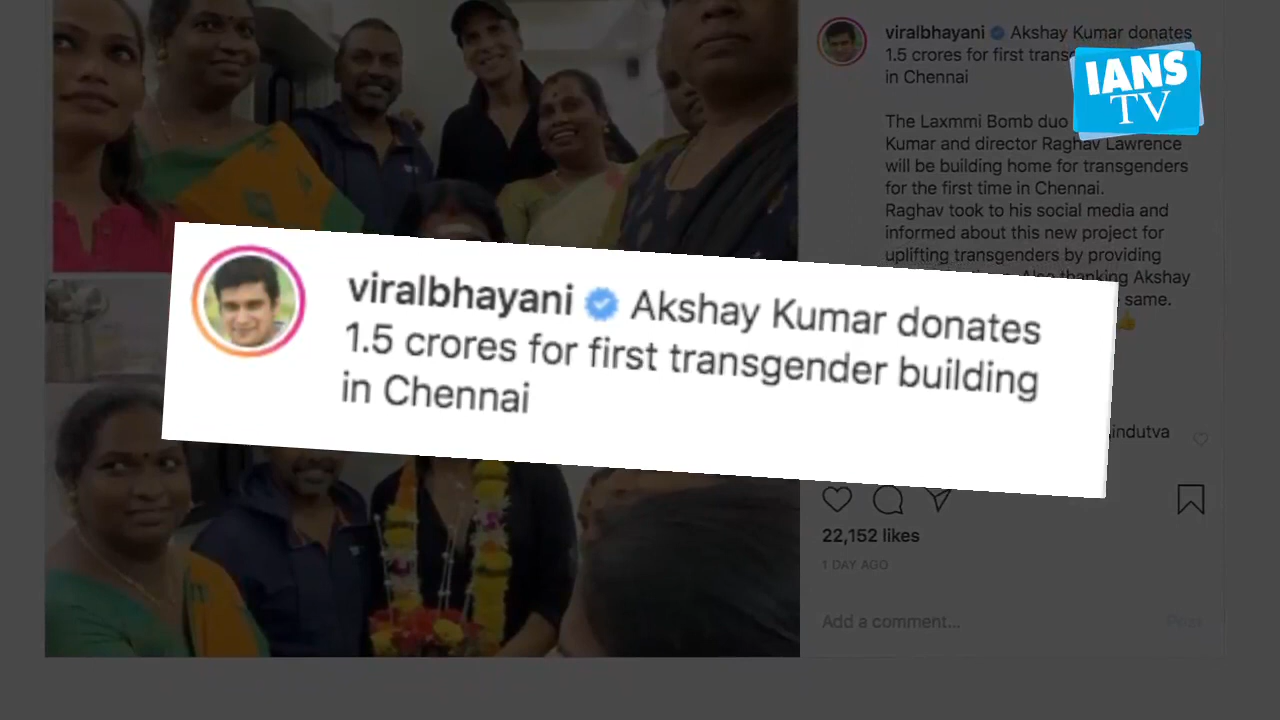 viralbhayani Akshay Kumar donates
1.5 crores for first
in Chennai
IANS
TV
The Laxmmi Bomb duo
Kumar and director Raghav Lawrence
will be building home for transgenders
for the first time in Chennai.
Raghav took to his social media and
informed about this new project for
uplifting transgenders by providing
Also thanking Akshay
same.
viralbhayani Akshay Kumar donates
1.5 crores for first transgender building
in Chennai
22,152 likes
1 DAY AGO
Add a comment...
Post